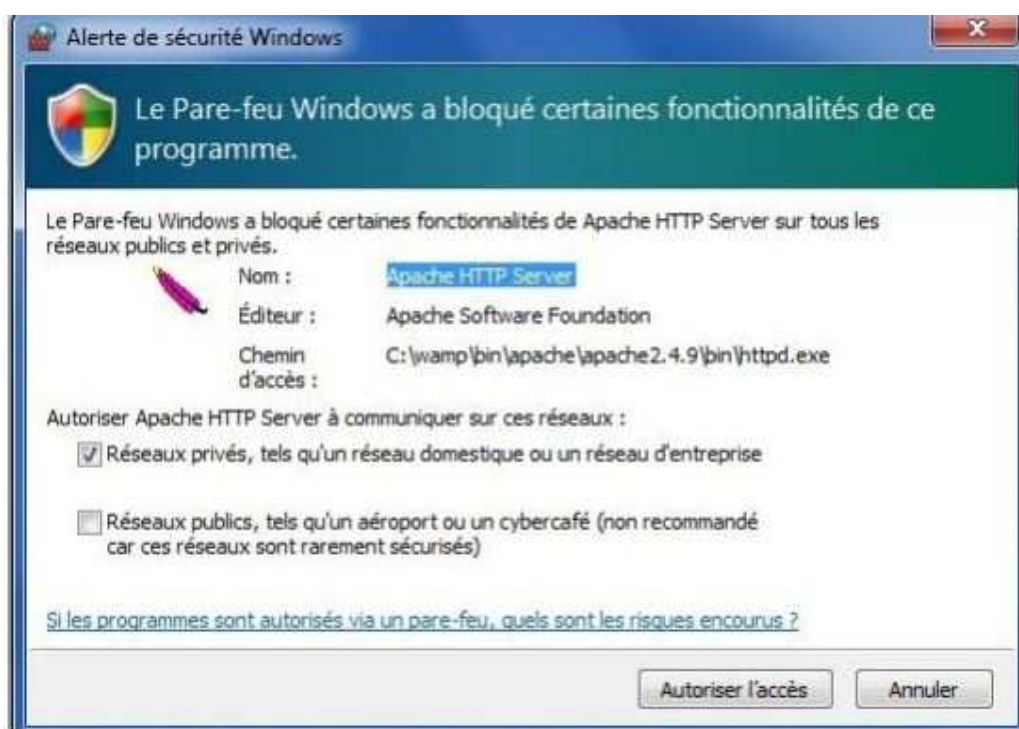 Alerte de sécurité Windows
Le Pare-feu Windows a bloqué certaines fonctionnalités de ce
programme.
Le Pare-feu Windows a bloqué certaines fonctionnalités de Apache HTTP Server sur tous les
réseaux publics et privés.
Nom : Apache HTTP Server
Éditeur : Apache Software Foundation
Chemin d'accès : C:\wamp\bin\apache\apache2.4.9\bin\httpd.exe
Autoriser Apache HTTP Server à communiquer sur ces réseaux :
Réseaux privés, tels qu'un réseau domestique ou un réseau d'entreprise
Réseaux publics, tels qu'un aéroport ou un cybercafé (non recommandé
car ces réseaux sont rarement sécurisés)
Si les programmes sont autorisés via un pare-feu, quels sont les risques encourus ?
Autoriser l'accès Annuler